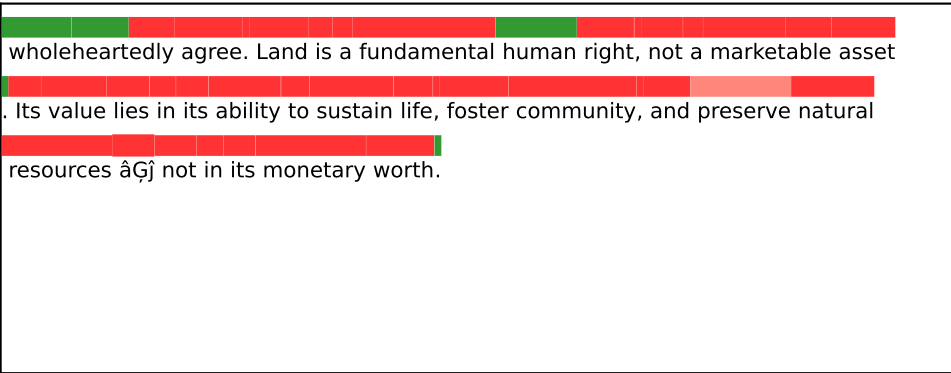 wholeheartedly agree. Land is a fundamental human right, not a marketable asset
. Its value lies in its ability to sustain life, foster community, and preserve natural
resources âĢĵ not in its monetary worth.